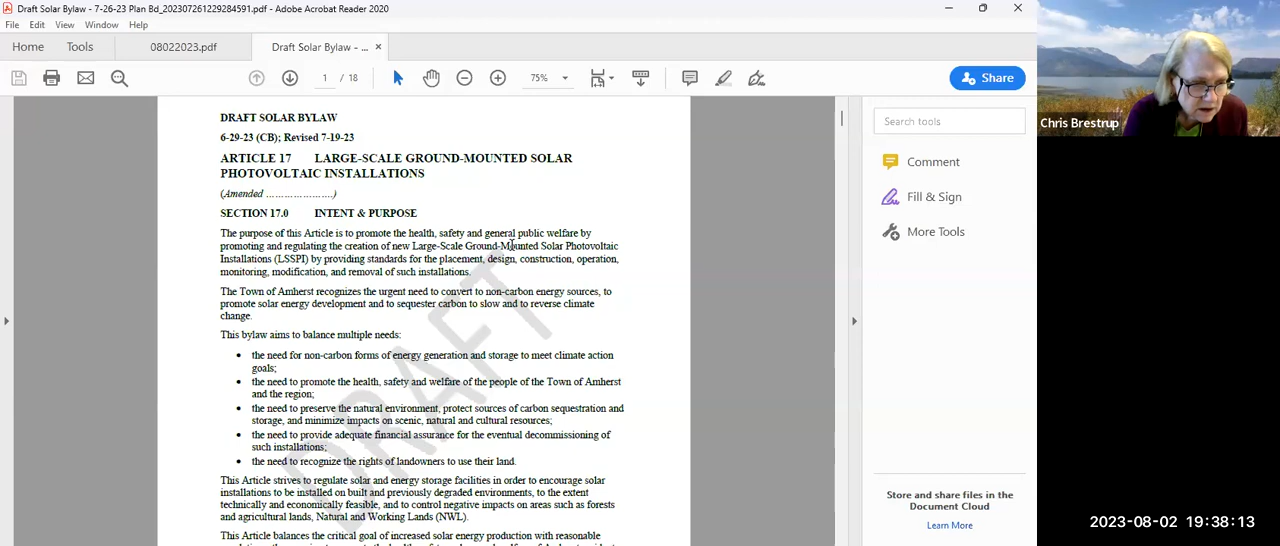 Draft Solar Bylaw - 7-26-23 Plan Bd_202307261229284591.pdf - Adobe Acrobat Reader 2020
File Edit View Window Help
Home Tools 08022023.pdf Draft Solar Bylaw - ... ×
1 / 18 75% Share
DRAFT SOLAR BYLAW
6-29-23 (CB); Revised 7-19-23
ARTICLE 17 LARGE-SCALE GROUND-MOUNTED SOLAR
PHOTOVOLTAIC INSTALLATIONS
(Amended ………………….)
SECTION 17.0 INTENT & PURPOSE
The purpose of this Article is to promote the health, safety and general public welfare by
promoting and regulating the creation of new Large-Scale Ground-Mounted Solar Photovoltaic
Installations (LSSPI) by providing standards for the placement, design, construction, operation,
monitoring, modification, and removal of such installations.
The Town of Amherst recognizes the urgent need to convert to non-carbon energy sources, to
promote solar energy development and to sequester carbon to slow and to reverse climate
change.
This bylaw aims to balance multiple needs:
• the need for non-carbon forms of energy generation and storage to meet climate action
goals;
• the need to promote the health, safety and welfare of the people of the Town of Amherst
and the region;
• the need to preserve the natural environment, protect sources of carbon sequestration and
storage, and minimize impacts on scenic, natural and cultural resources;
• the need to provide adequate financial assurance for the eventual decommissioning of
such installations;
• the need to recognize the rights of landowners to use their land.
This Article strives to regulate solar and energy storage facilities in order to encourage solar
installations to be installed on built and previously degraded environments, to the extent
technically and economically feasible, and to control negative impacts on areas such as forests
and agricultural lands, Natural and Working Lands (NWL).
This Article balances the critical goal of increased solar energy production with reasonable
DRAFT
Search tools
Comment
Fill & Sign
More Tools
Store and share files in the
Document Cloud
Learn More
Chris Brestrup
2023-08-02 19:38:13